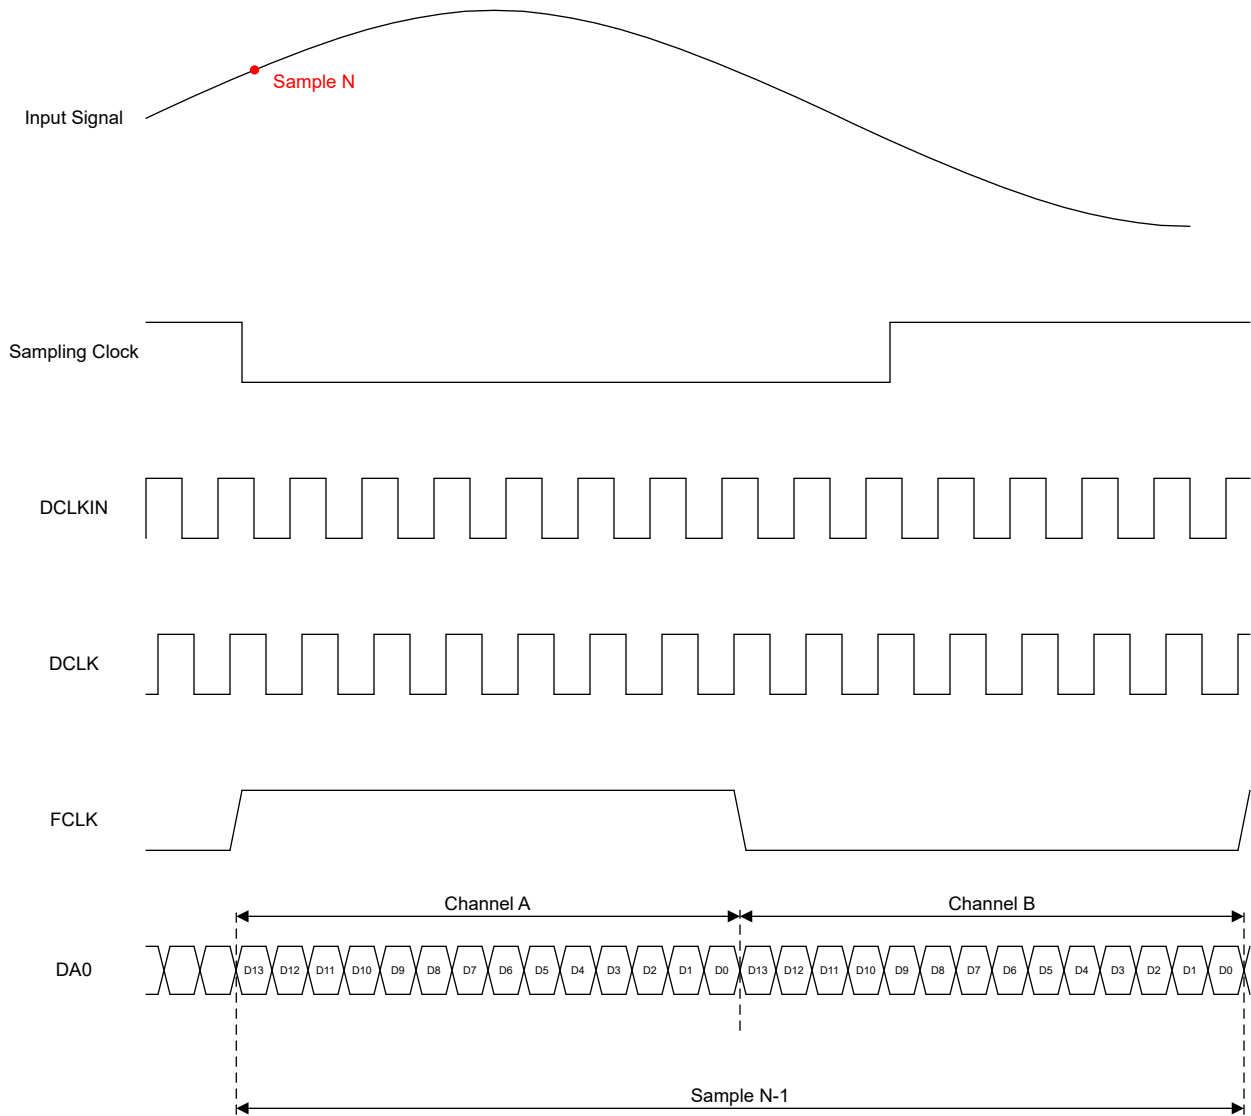 Sample N
Input Signal
Sampling Clock
DCLKIN
DCLK
FCLK
Channel A Channel B
DA0 D13 D12 D11 D10 D9 D8 D7 D6 D5 D4 D3 D2 D1 D0 D13 D12 D11 D10 D9 D8 D7 D6 D5 D4 D3 D2 D1 D0
Sample N-1